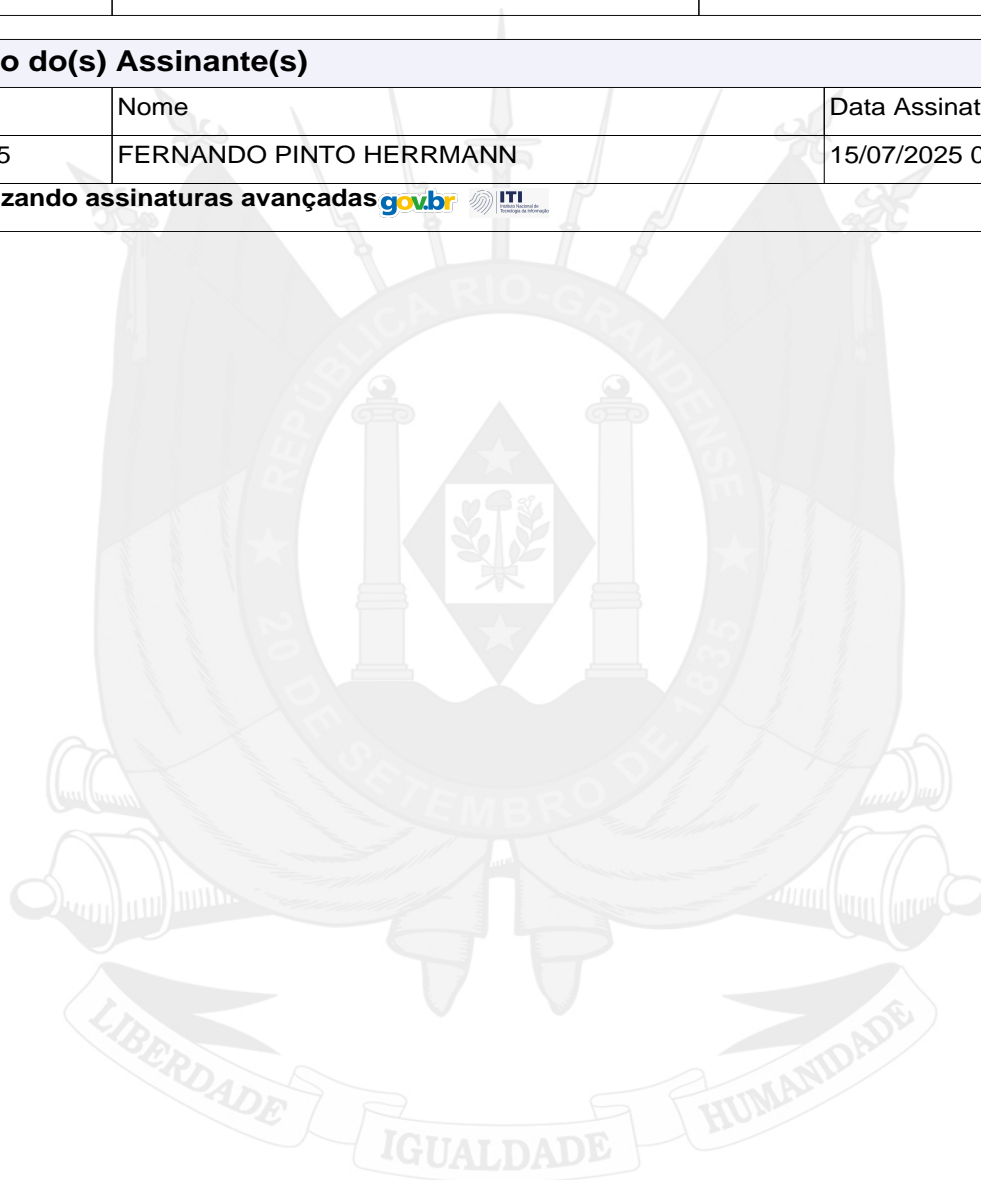 o do(s) Assinante(s)
Nome
Data Assinat
5
FERNANDO PINTO HERRMANN
15/07/2025 0
zando assinaturas avançadas gov.br ITI
REPÚBLICA RIO-GRANDENSE
20 DE SETEMBRO DE 1835
LIBERDADE IGUALDADE HUMANIDADE